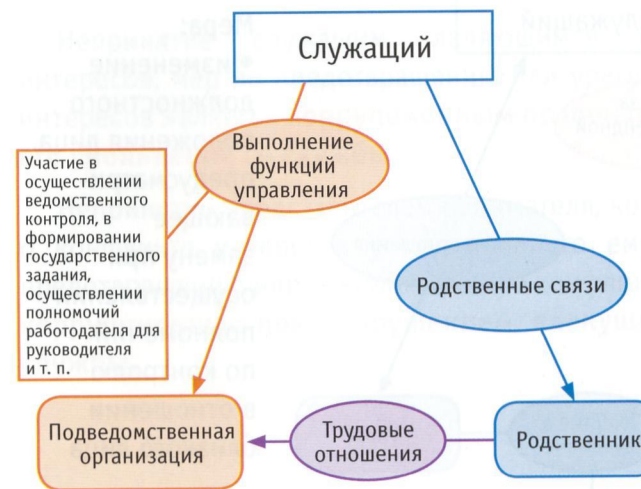 Служащий
Выполнение
функций
управления
Участие в
осуществлении
ведомственного
контроля, в
формировании
государственного
задания,
осуществлении
полномочий
работодателя для
руководителя
и т. п.
Родственные связи
Подведомственная
организация
Трудовые
отношения
Родственник